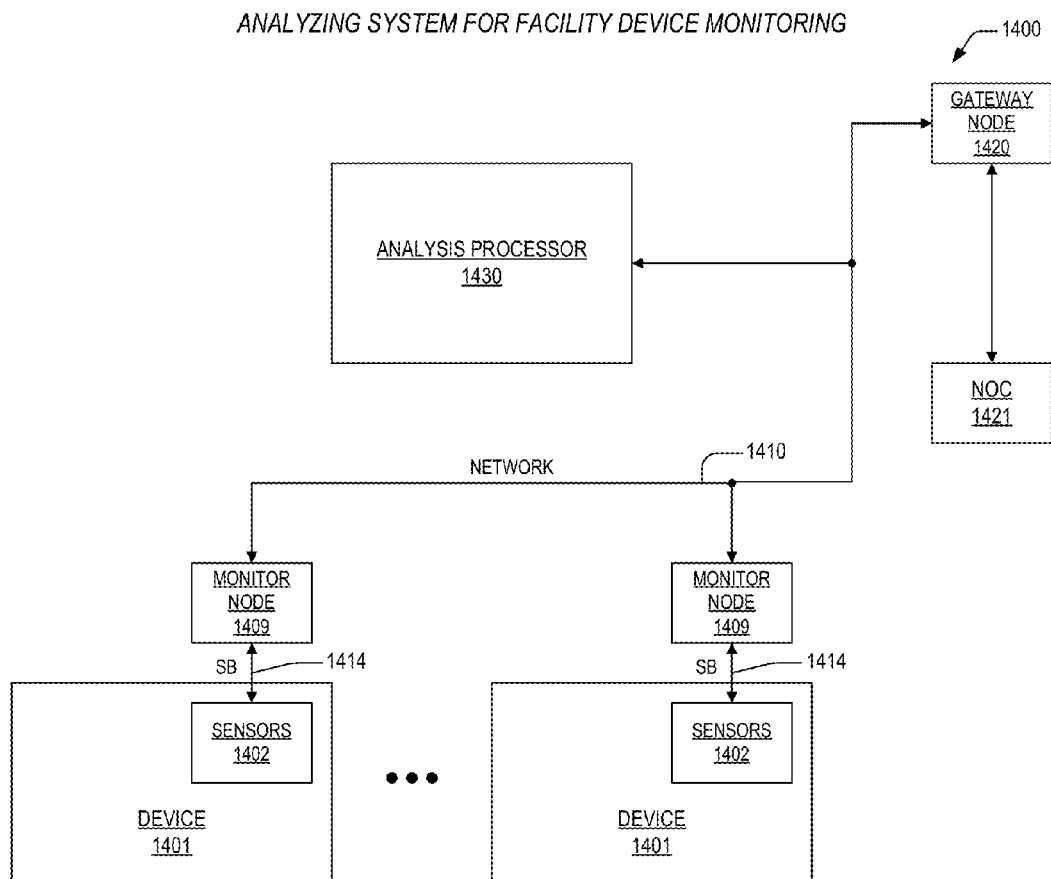 ANALYZING SYSTEM FOR FACILITY DEVICE MONITORING
1400
GATEWAY
NODE
1420
ANALYSIS PROCESSOR
1430
NOC
1421
1410
NETWORK
MONITOR
NODE
1409
MONITOR
NODE
1409
SB
1414
SB
1414
SENSORS
1402
SENSORS
1402
DEVICE
1401
DEVICE
1401